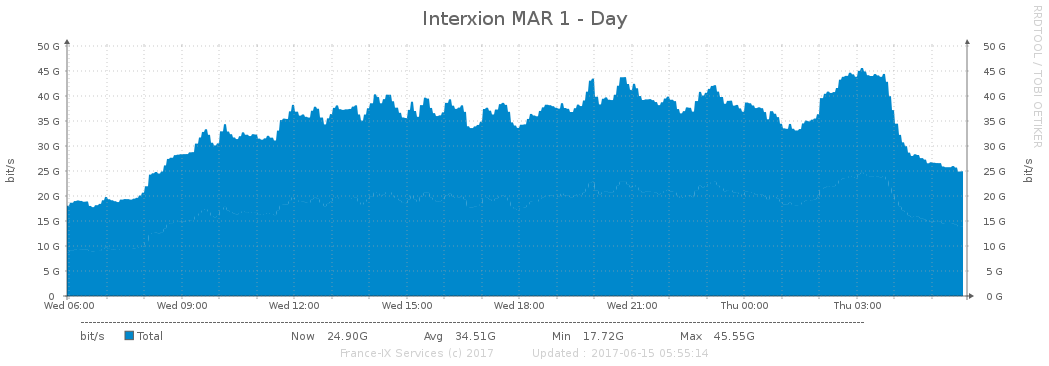 Interxion MAR 1 - Day
RRDTOOL / TOBI OETIKER
bit/s
bit/s
50 G 50 G
45 G 45 G
40 G 40 G
35 G 35 G
30 G 30 G
25 G 25 G
20 G 20 G
15 G 15 G
10 G 10 G
5 G 5 G
0 0 G
Wed 06:00 Wed 09:00 Wed 12:00 Wed 15:00 Wed 18:00 Wed 21:00 Thu 00:00 Thu 03:00
bit/s Total Now 24.90G Avg 34.51G Min 17.72G Max 45.55G
France-IX Services (c) 2017 Updated : 2017-06-15 05:55:14